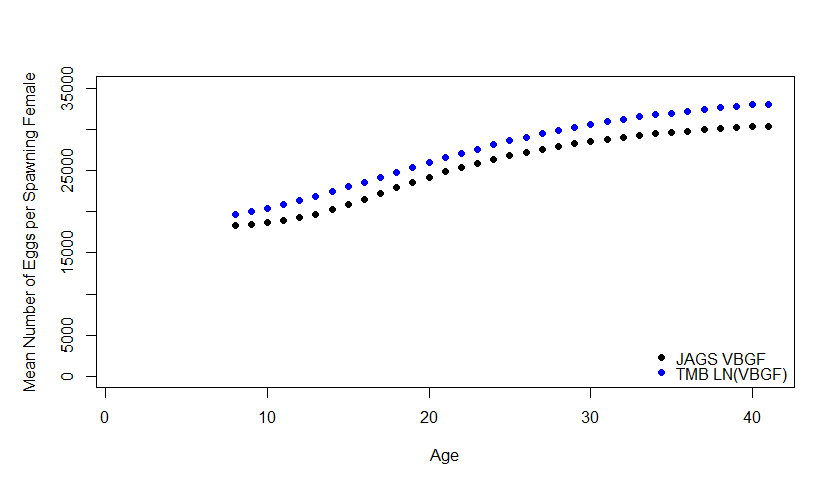 Mean Number of Eggs per Spawning Female
35000
25000
15000
5000
0
JAGS VBGF
TMB LN(VBGF)
0 10 20 30 40
Age